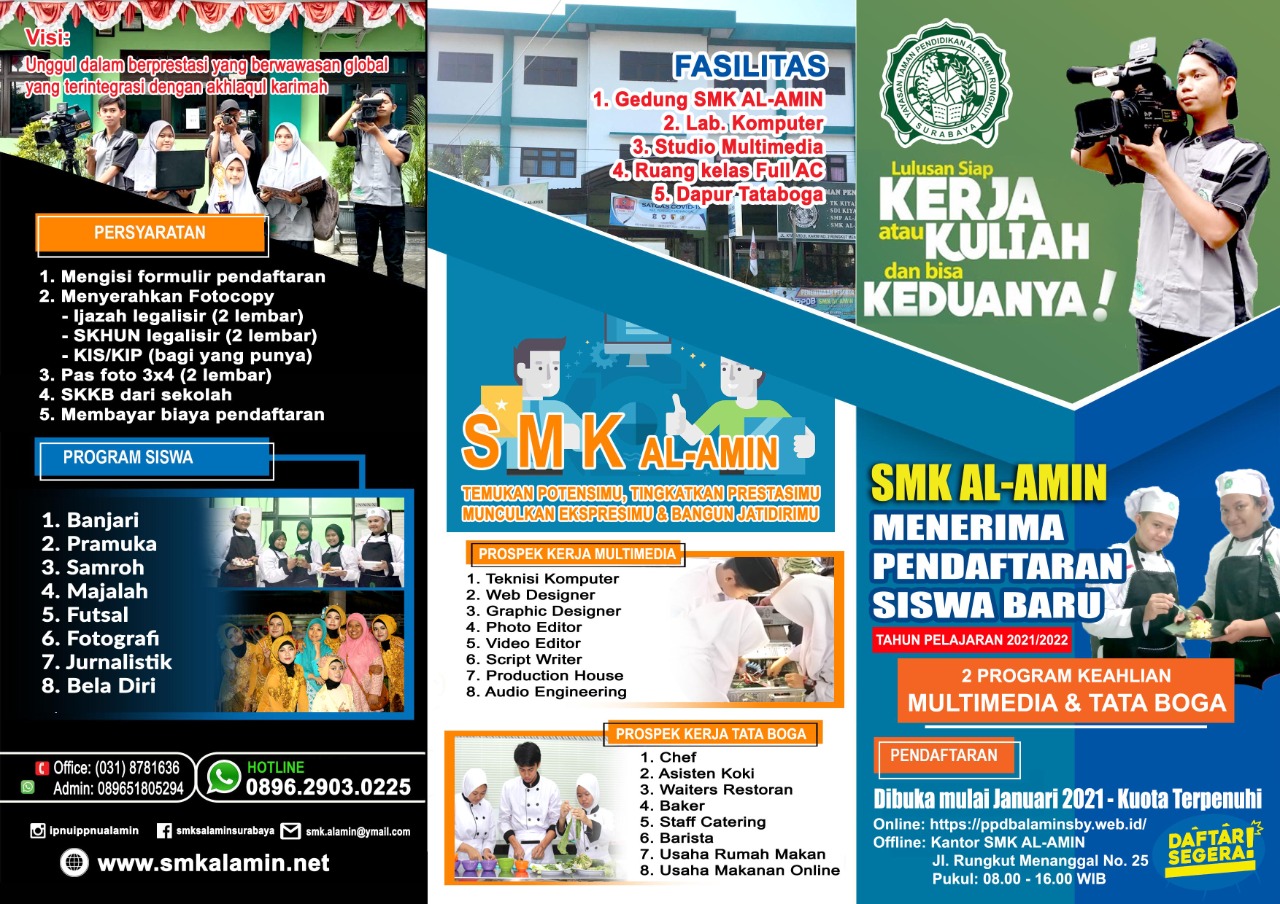 Visi:
Unggul dalam berprestasi yang berwawasan global
yang terintegrasi dengan akhlaqul karimah
PERSYARATAN
1. Mengisi formulir pendaftaran
2. Menyerahkan Fotocopy
- Ijazah legalisir (2 lembar)
- SKHUN legalisir (2 lembar)
- KIS/KIP (bagi yang punya)
3. Pas foto 3x4 (2 lembar)
4. SKKB dari sekolah
5. Membayar biaya pendaftaran
PROGRAM SISWA
1. Banjari
2. Pramuka
3. Samroh
4. Majalah
5. Futsal
6. Fotografi
7. Jurnalistik
8. Bela Diri
Office: (031) 8781636
Admin: 089651805294
HOTLINE
0896.2903.0225
ipnuippnualamin
smksalaminsurabaya
smk.alamin@ymail.com
www.smkalamin.net
FASILITAS
1. Gedung SMK AL-AMIN
2. Lab. Komputer
3. Studio Multimedia
4. Ruang kelas Full AC
5. Dapur Tataboga
SATGAS COVID-19
SMK AL-AMIN
TEMUKAN POTENSIMU, TINGKATKAN PRESTASIMU
MUNCULKAN EKSPRESIMU & BANGUN JATIDIRIMU
PROSPEK KERJA MULTIMEDIA
1. Teknisi Komputer
2. Web Designer
3. Graphic Designer
4. Photo Editor
5. Video Editor
6. Script Writer
7. Production House
8. Audio Engineering
PROSPEK KERJA TATA BOGA
1. Chef
2. Asisten Koki
3. Waiters Restoran
4. Baker
5. Staff Catering
6. Barista
7. Usaha Rumah Makan
8. Usaha Makanan Online
YAYASAN TAMAN PENDIDIKAN AL-AMIN RUNGKUT
SURABAYA
Lulusan Siap
KERJA
atau KULIAH
dan bisa
KEDUANYA!
SMK AL-AMIN
MENERIMA
PENDAFTARAN
SISWA BARU
TAHUN PELAJARAN 2021/2022
2 PROGRAM KEAHLIAN
MULTIMEDIA & TATA BOGA
PENDAFTARAN
Dibuka mulai Januari 2021 - Kuota Terpenuhi
Online: https://ppdbalaminsby.web.id/
Offline: Kantor SMK AL-AMIN
Jl. Rungkut Menanggal No. 25
Pukul: 08.00 - 16.00 WIB
DAFTAR
SEGERA!